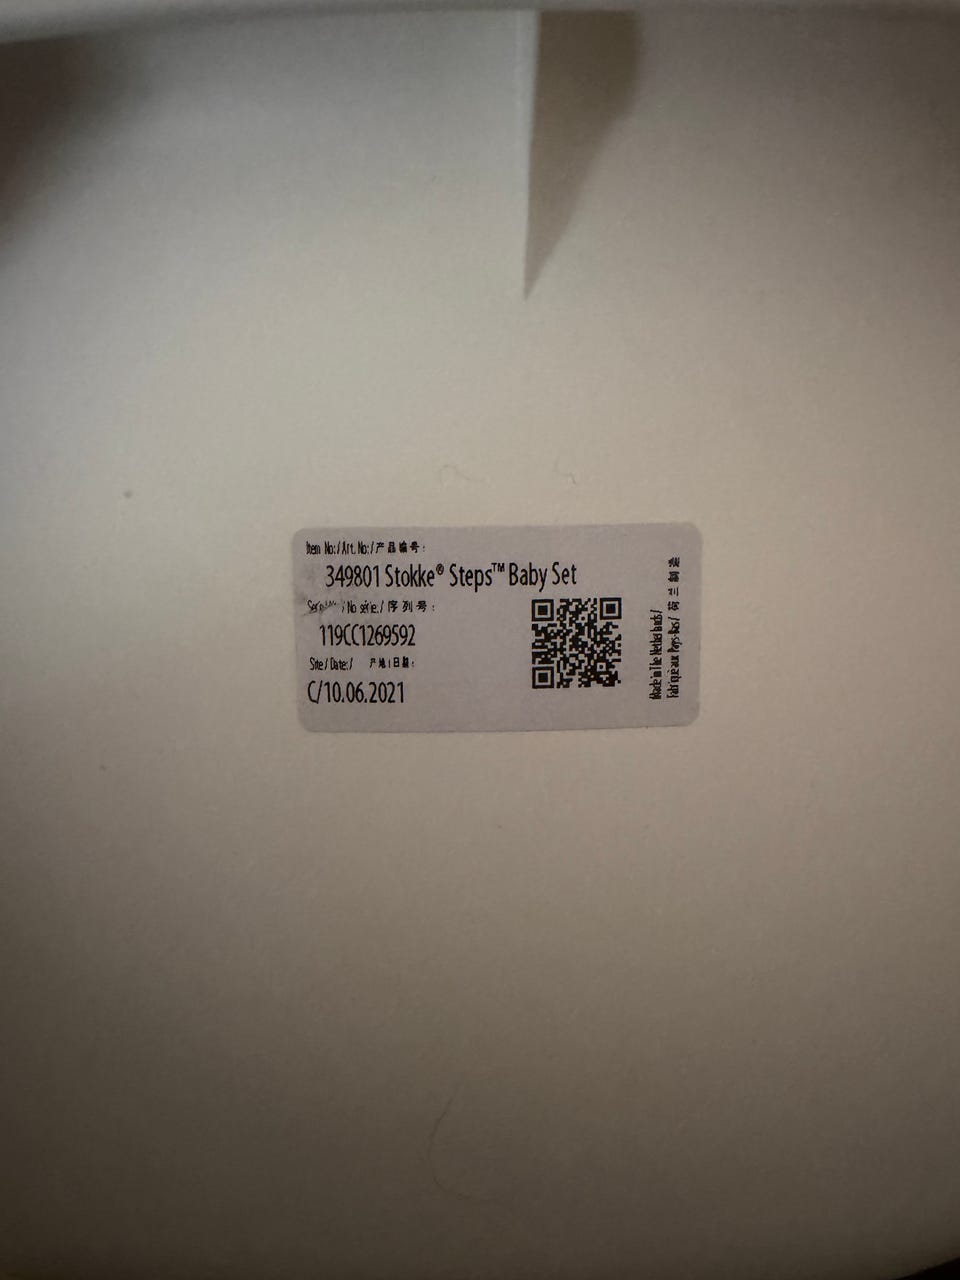 Item No:/Art. No:/产品编号:
349801 Stokke® Steps™ Baby Set
/No série:/序列号:
119CC1269592
Site/Date:/ 产地|日期:
C/10.06.2021
Made in The Netherlands/
Fabriqué aux Pays-Bas/ 荷兰制造